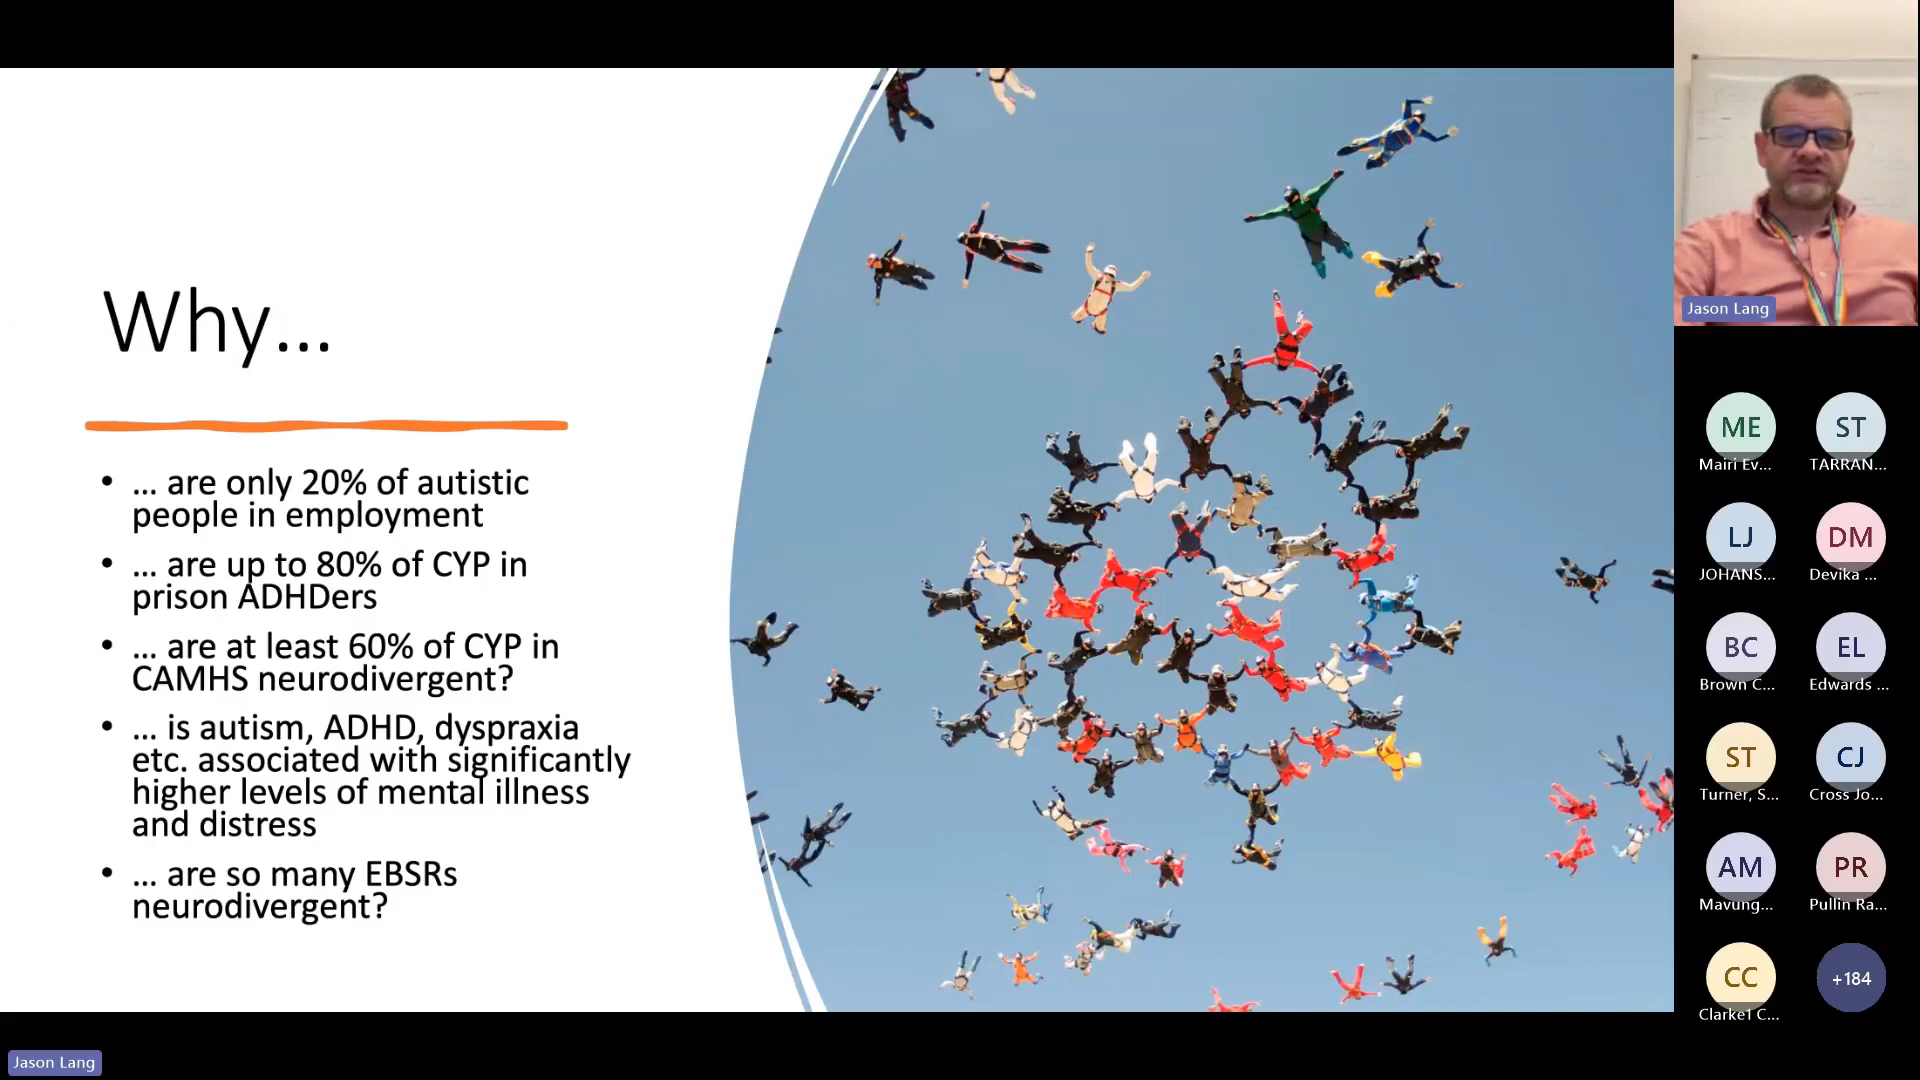 Why...
• ... are only 20% of autistic
people in employment
• ... are up to 80% of CYP in
prison ADHDers
• ... are at least 60% of CYP in
CAMHS neurodivergent?
• ... is autism, ADHD, dyspraxia
etc. associated with significantly
higher levels of mental illness
and distress
• ... are so many EBSRs
neurodivergent?
Jason Lang
ME
Mairi Ev...
ST
TARRAN...
LJ
JOHANS...
DM
Devika ...
BC
Brown C...
EL
Edwards ...
ST
Turner, S...
CJ
Cross Jo...
AM
Mavung...
PR
Pullin Ra...
CC
Clarke1 C...
+184
Jason Lang